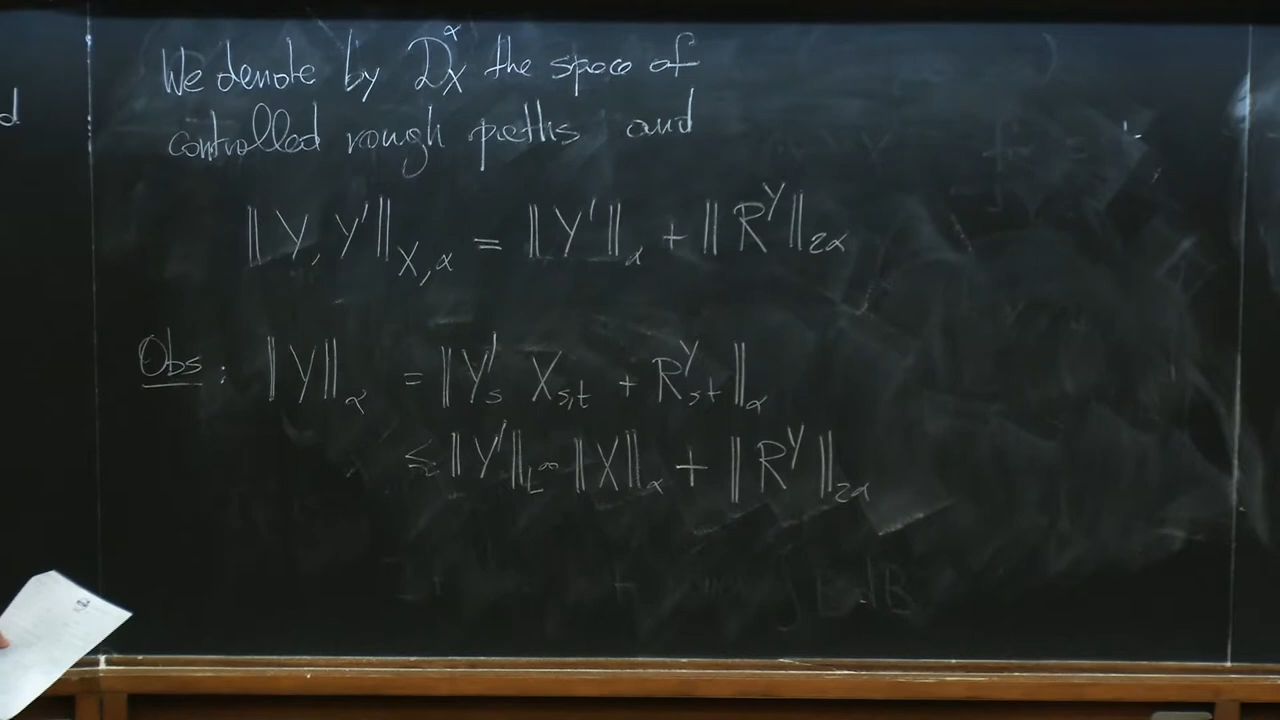 We denote by 𝒟_X^α the space of
controlled rough paths, and
‖Y, Y'‖_{X,α} = ‖Y'‖_α + ‖R^Y‖_{2α}
Obs: ‖Y‖_α = ‖Y'_s X_{s,t} + R^Y_{s,t}‖_α
≤ ‖Y'‖_{L^∞} ‖X‖_α + ‖R^Y‖_{2α}
d
∫ B dB